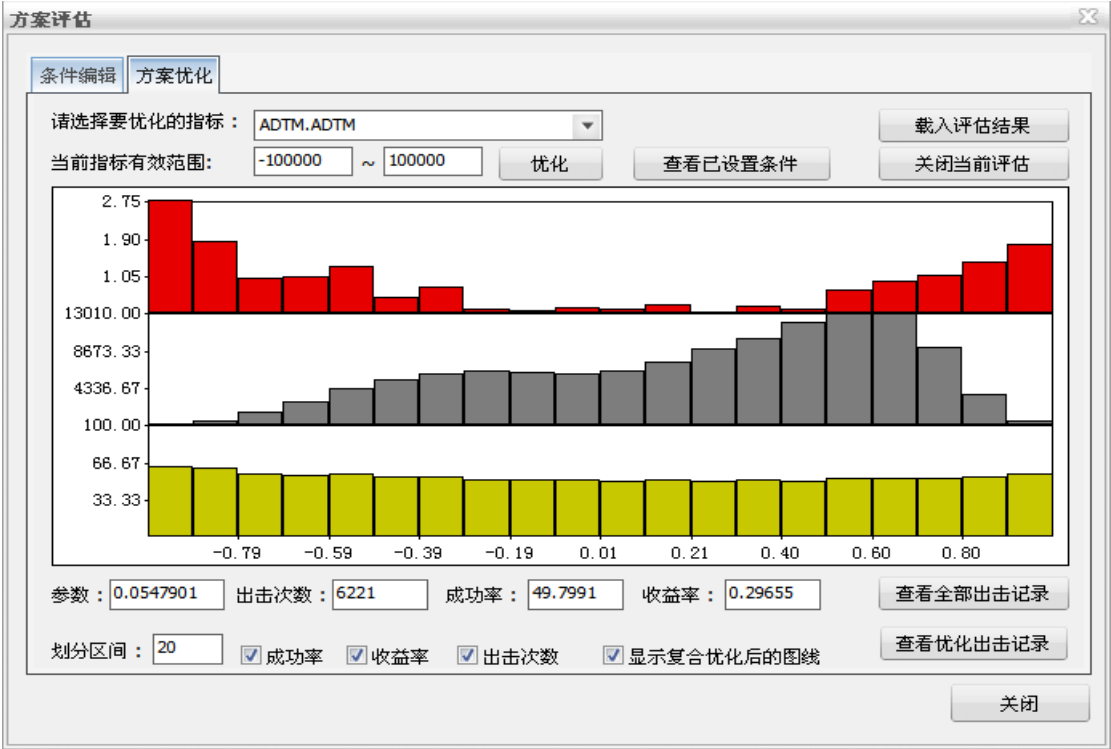 方案评估
条件编辑 方案优化
请选择要优化的指标： ADTM.ADTM 载入评估结果
当前指标有效范围: -100000 ~ 100000 优化 查看已设置条件 关闭当前评估
2.75
1.90
1.05
13010.00
8673.33
4336.67
100.00
66.67
33.33
-0.79 -0.59 -0.39 -0.19 0.01 0.21 0.40 0.60 0.80
参数：0.0547901 出击次数：6221 成功率：49.7991 收益率：0.29655 查看全部出击记录
划分区间：20 成功率 收益率 出击次数 显示复合优化后的图线 查看优化出击记录
关闭